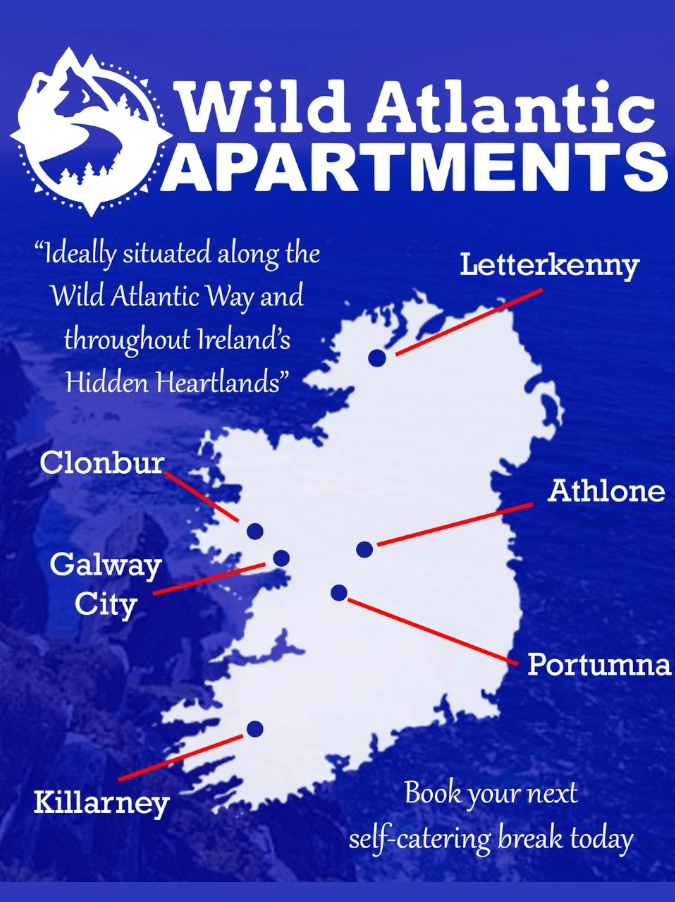 Wild Atlantic
APARTMENTS
“Ideally situated along the
Wild Atlantic Way and
throughout Ireland’s
Hidden Heartlands”
Letterkenny
Clonbur
Athlone
Galway
City
Portumna
Killarney
Book your next
self-catering break today